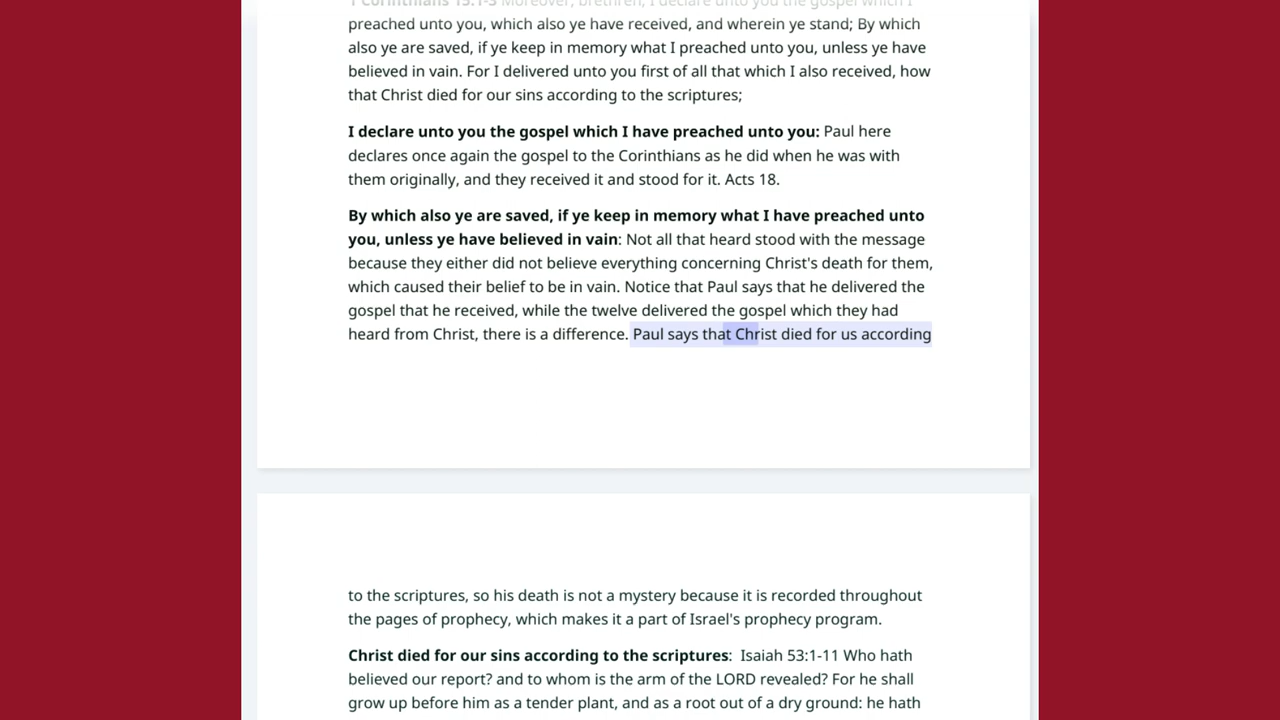 1 Corinthians 15:1-3 Moreover, brethren, I declare unto you the gospel which I
preached unto you, which also ye have received, and wherein ye stand; By which
also ye are saved, if ye keep in memory what I preached unto you, unless ye have
believed in vain. For I delivered unto you first of all that which I also received, how
that Christ died for our sins according to the scriptures;
I declare unto you the gospel which I have preached unto you: Paul here
declares once again the gospel to the Corinthians as he did when he was with
them originally, and they received it and stood for it. Acts 18.
By which also ye are saved, if ye keep in memory what I have preached unto
you, unless ye have believed in vain: Not all that heard stood with the message
because they either did not believe everything concerning Christ's death for them,
which caused their belief to be in vain. Notice that Paul says that he delivered the
gospel that he received, while the twelve delivered the gospel which they had
heard from Christ, there is a difference. Paul says that Christ died for us according
to the scriptures, so his death is not a mystery because it is recorded throughout
the pages of prophecy, which makes it a part of Israel's prophecy program.
Christ died for our sins according to the scriptures: Isaiah 53:1-11 Who hath
believed our report? and to whom is the arm of the LORD revealed? For he shall
grow up before him as a tender plant, and as a root out of a dry ground: he hath